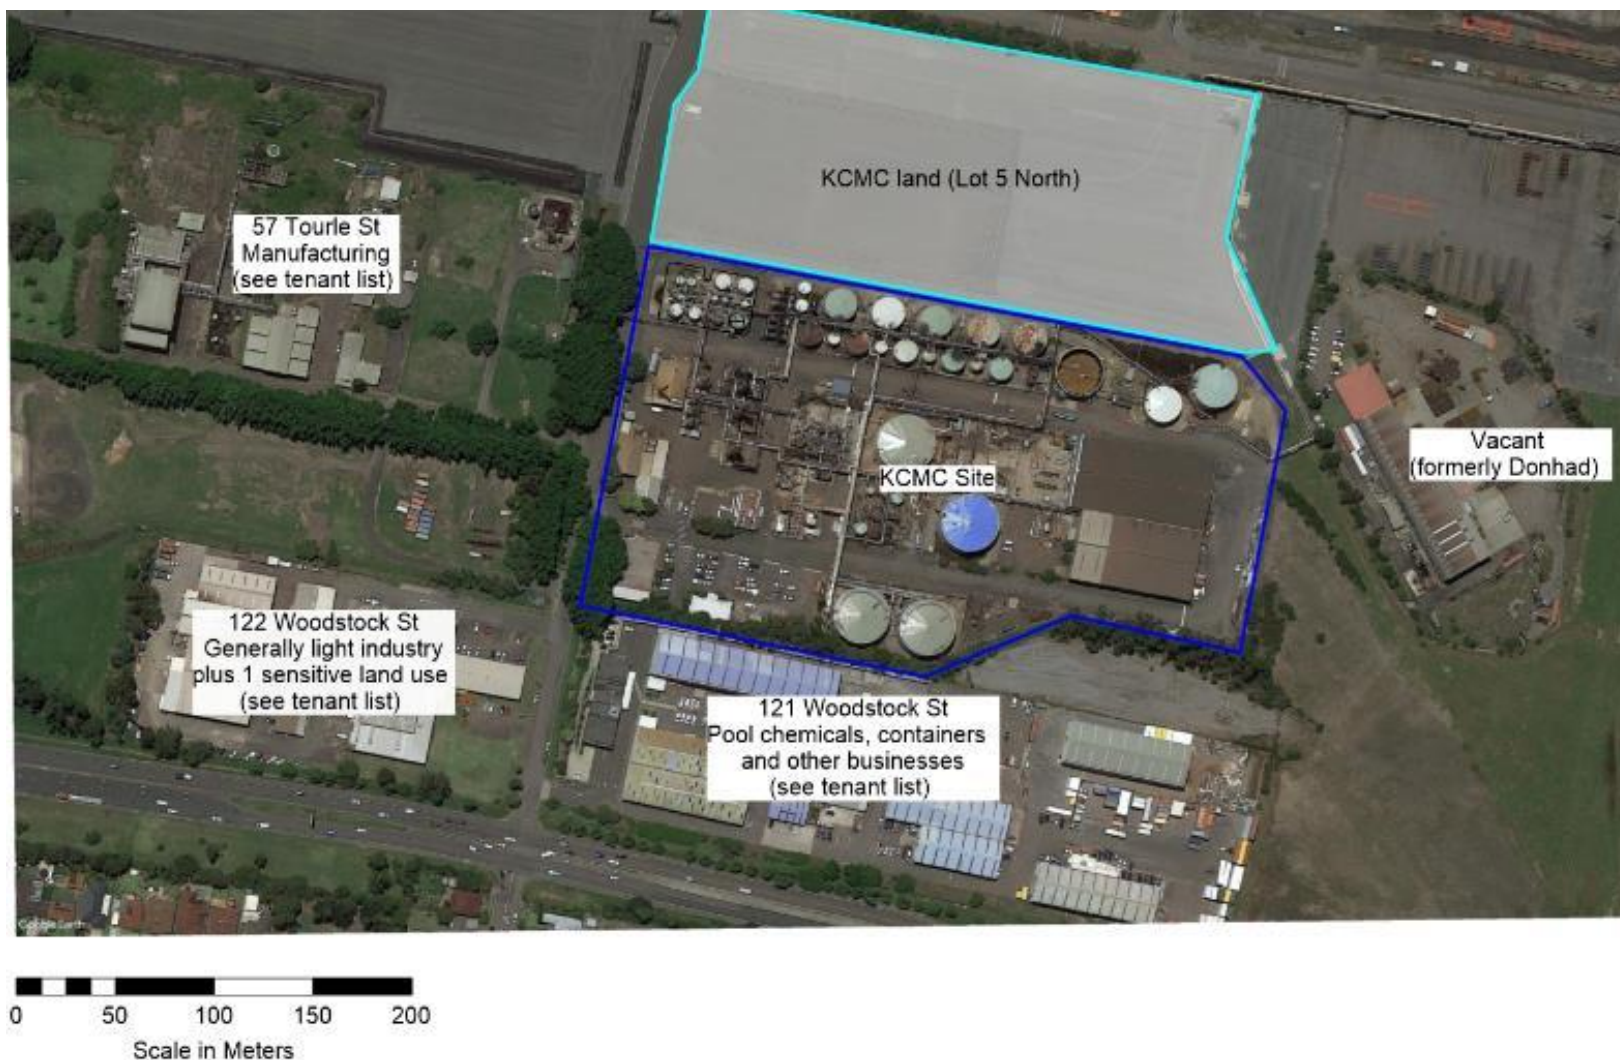 KCMC land (Lot 5 North)
57 Tourle St
Manufacturing
(see tenant list)
Vacant
(formerly Donhad)
KCMC Site
122 Woodstock St
Generally light industry
plus 1 sensitive land use
(see tenant list)
121 Woodstock St
Pool chemicals, containers
and other businesses
(see tenant list)
Google Earth
0 50 100 150 200
Scale in Meters